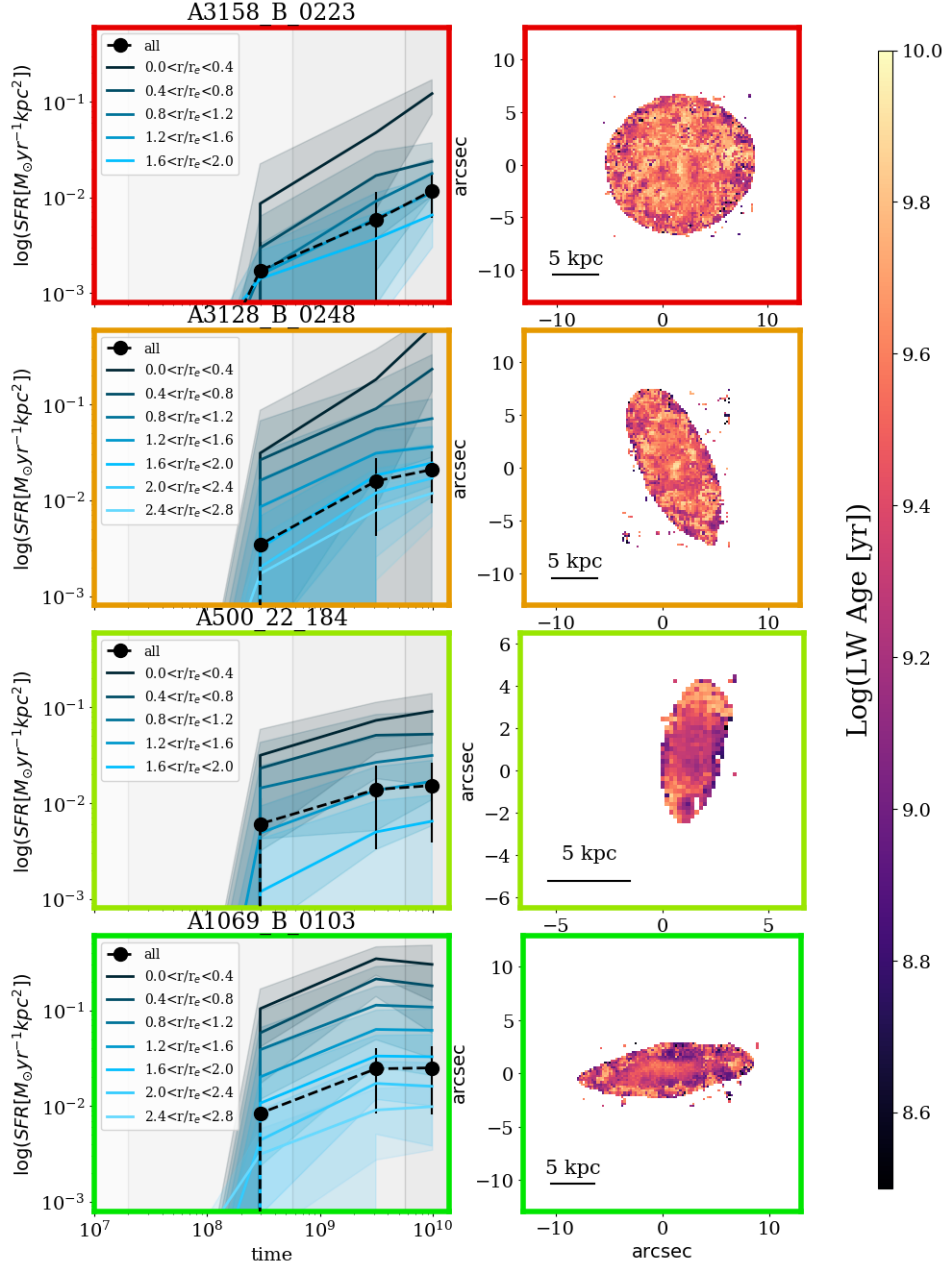 A3158_B_0223
log(SFR[M⊙yr⁻¹kpc²])
10⁻¹
10⁻²
10⁻³
all
0.0<r/rₑ<0.4
0.4<r/rₑ<0.8
0.8<r/rₑ<1.2
1.2<r/rₑ<1.6
1.6<r/rₑ<2.0
arcsec
10
5
0
−5
−10
5 kpc
−10
0
10
A3128_B_0248
log(SFR[M⊙yr⁻¹kpc²])
10⁻¹
10⁻²
10⁻³
all
0.0<r/rₑ<0.4
0.4<r/rₑ<0.8
0.8<r/rₑ<1.2
1.2<r/rₑ<1.6
1.6<r/rₑ<2.0
2.0<r/rₑ<2.4
2.4<r/rₑ<2.8
arcsec
10
5
0
−5
−10
5 kpc
−10
0
10
A500_22_184
log(SFR[M⊙yr⁻¹kpc²])
10⁻¹
10⁻²
10⁻³
all
0.0<r/rₑ<0.4
0.4<r/rₑ<0.8
0.8<r/rₑ<1.2
1.2<r/rₑ<1.6
1.6<r/rₑ<2.0
arcsec
6
4
2
0
−2
−4
−6
5 kpc
−5
0
5
A1069_B_0103
log(SFR[M⊙yr⁻¹kpc²])
10⁻¹
10⁻²
10⁻³
all
0.0<r/rₑ<0.4
0.4<r/rₑ<0.8
0.8<r/rₑ<1.2
1.2<r/rₑ<1.6
1.6<r/rₑ<2.0
2.0<r/rₑ<2.4
2.4<r/rₑ<2.8
10⁷
10⁸
10⁹
10¹⁰
time
arcsec
10
5
0
−5
−10
5 kpc
−10
0
10
arcsec
Log(LW Age [yr])
10.0
9.8
9.6
9.4
9.2
9.0
8.8
8.6